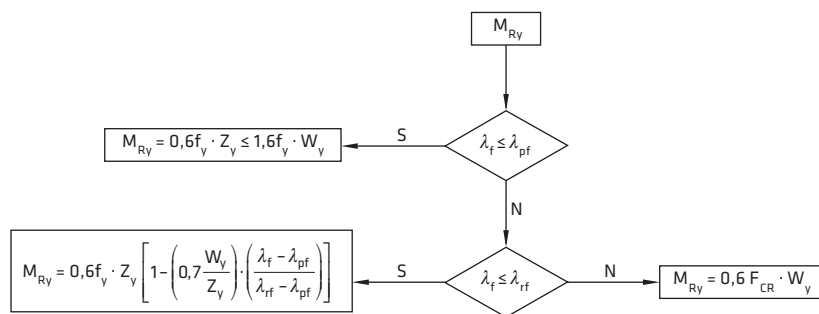 M_Ry
λ_f ≤ λ_pf
S
M_Ry = 0,6f_y · Z_y ≤ 1,6f_y · W_y
N
λ_f ≤ λ_rf
S
M_Ry = 0,6f_y · Z_y [1 – (0,7 W_y/Z_y) · (λ_f – λ_pf / λ_rf – λ_pf)]
N
M_Ry = 0,6 F_CR · W_y